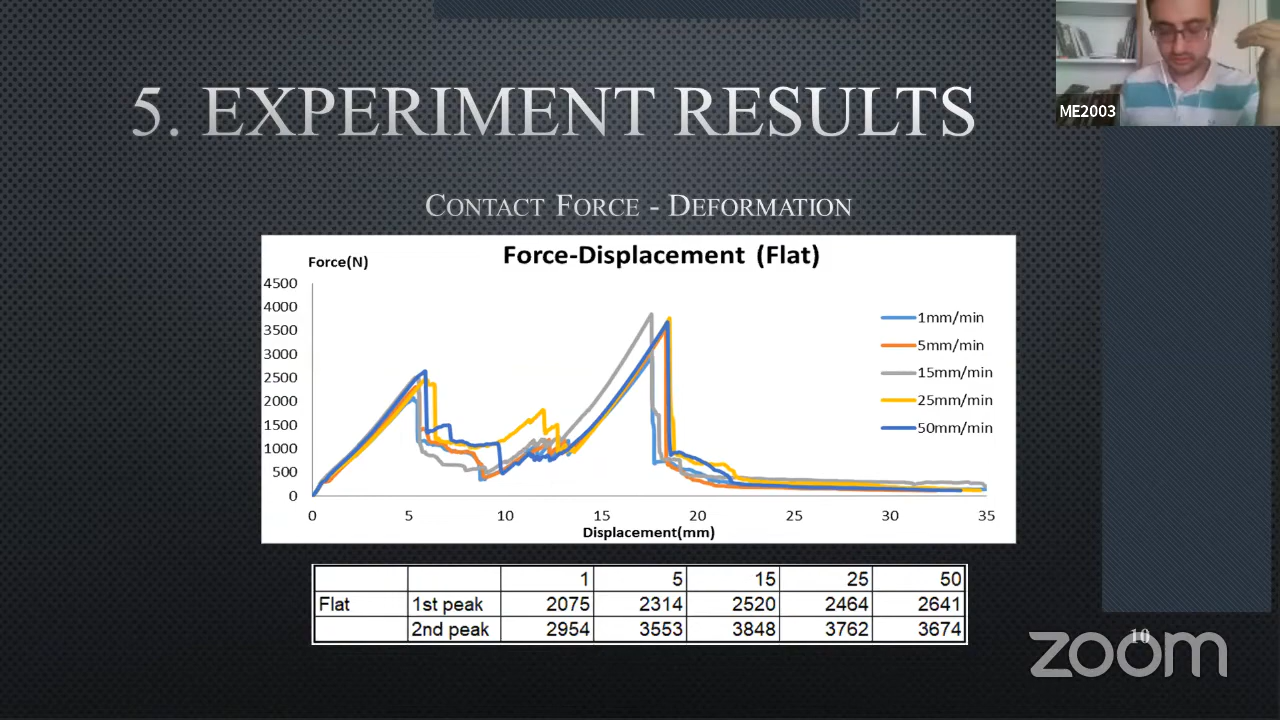 ME2003
5. EXPERIMENT RESULTS
CONTACT FORCE - DEFORMATION
Force-Displacement (Flat)
Force(N)
4500
4000
3500
3000
2500
2000
1500
1000
500
0
0 5 10 15 20 25 30 35
Displacement(mm)
1mm/min
5mm/min
15mm/min
25mm/min
50mm/min
1 5 15 25 50
Flat 1st peak 2075 2314 2520 2464 2641
2nd peak 2954 3553 3848 3762 3674
10
zoom